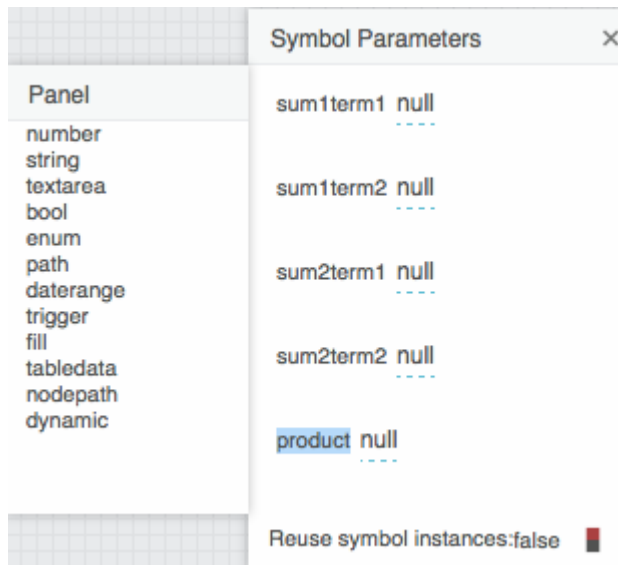 Symbol Parameters
Panel
number
string
textarea
bool
enum
path
daterange
trigger
fill
tabledata
nodepath
dynamic
sum1term1 null
sum1term2 null
sum2term1 null
sum2term2 null
product null
Reuse symbol instances:false